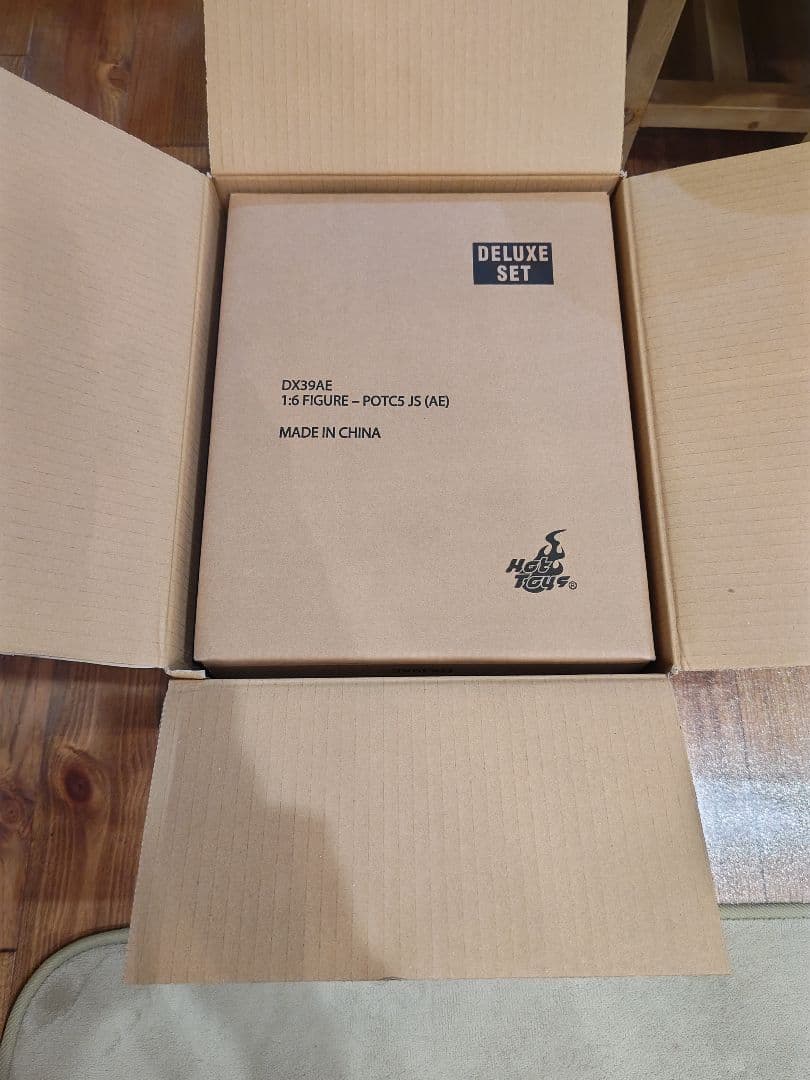 DELUXE
SET
DX39AE
1:6 FIGURE – POTC5 JS (AE)
MADE IN CHINA
Hot
Toys®